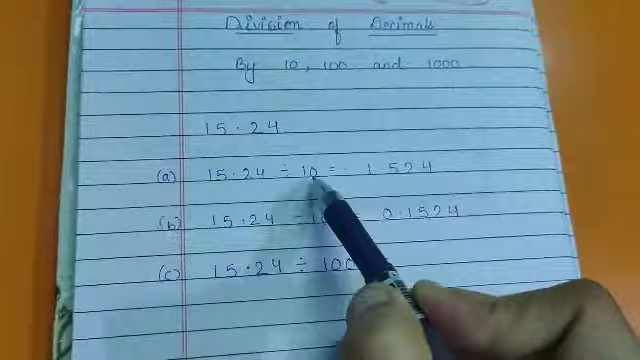 Division of Decimals
By 10, 100 and 1000
15.24
(a) 15.24 ÷ 10 = 1 524
(b) 15.24 ÷ 10 = 0.1524
(c) 15.24 ÷ 100